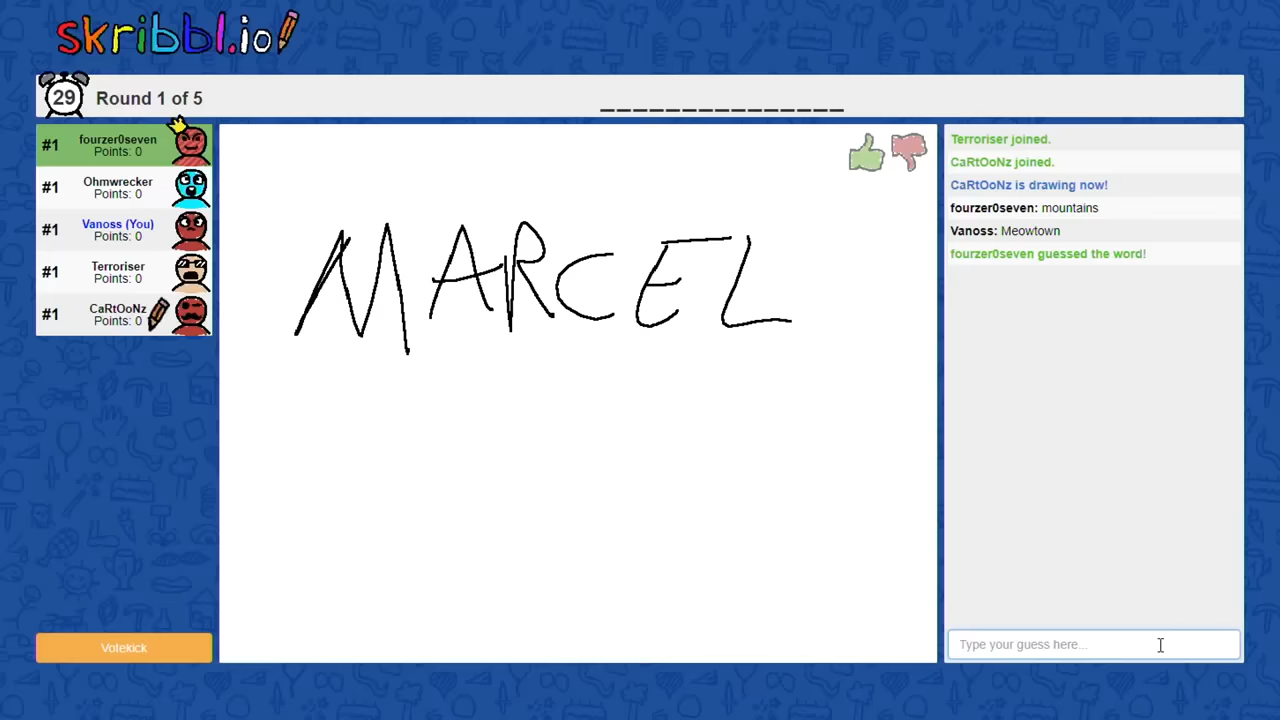 skribbl.io!
29
Round 1 of 5
_______________
#1
fourzer0seven
Points: 0
#1
Ohmwrecker
Points: 0
#1
Vanoss (You)
Points: 0
#1
Terroriser
Points: 0
#1
CaRtOoNz
Points: 0
Votekick
MARCEL
Terroriser joined.
CaRtOoNz joined.
CaRtOoNz is drawing now!
fourzer0seven: mountains
Vanoss: Meowtown
fourzer0seven guessed the word!
Type your guess here...